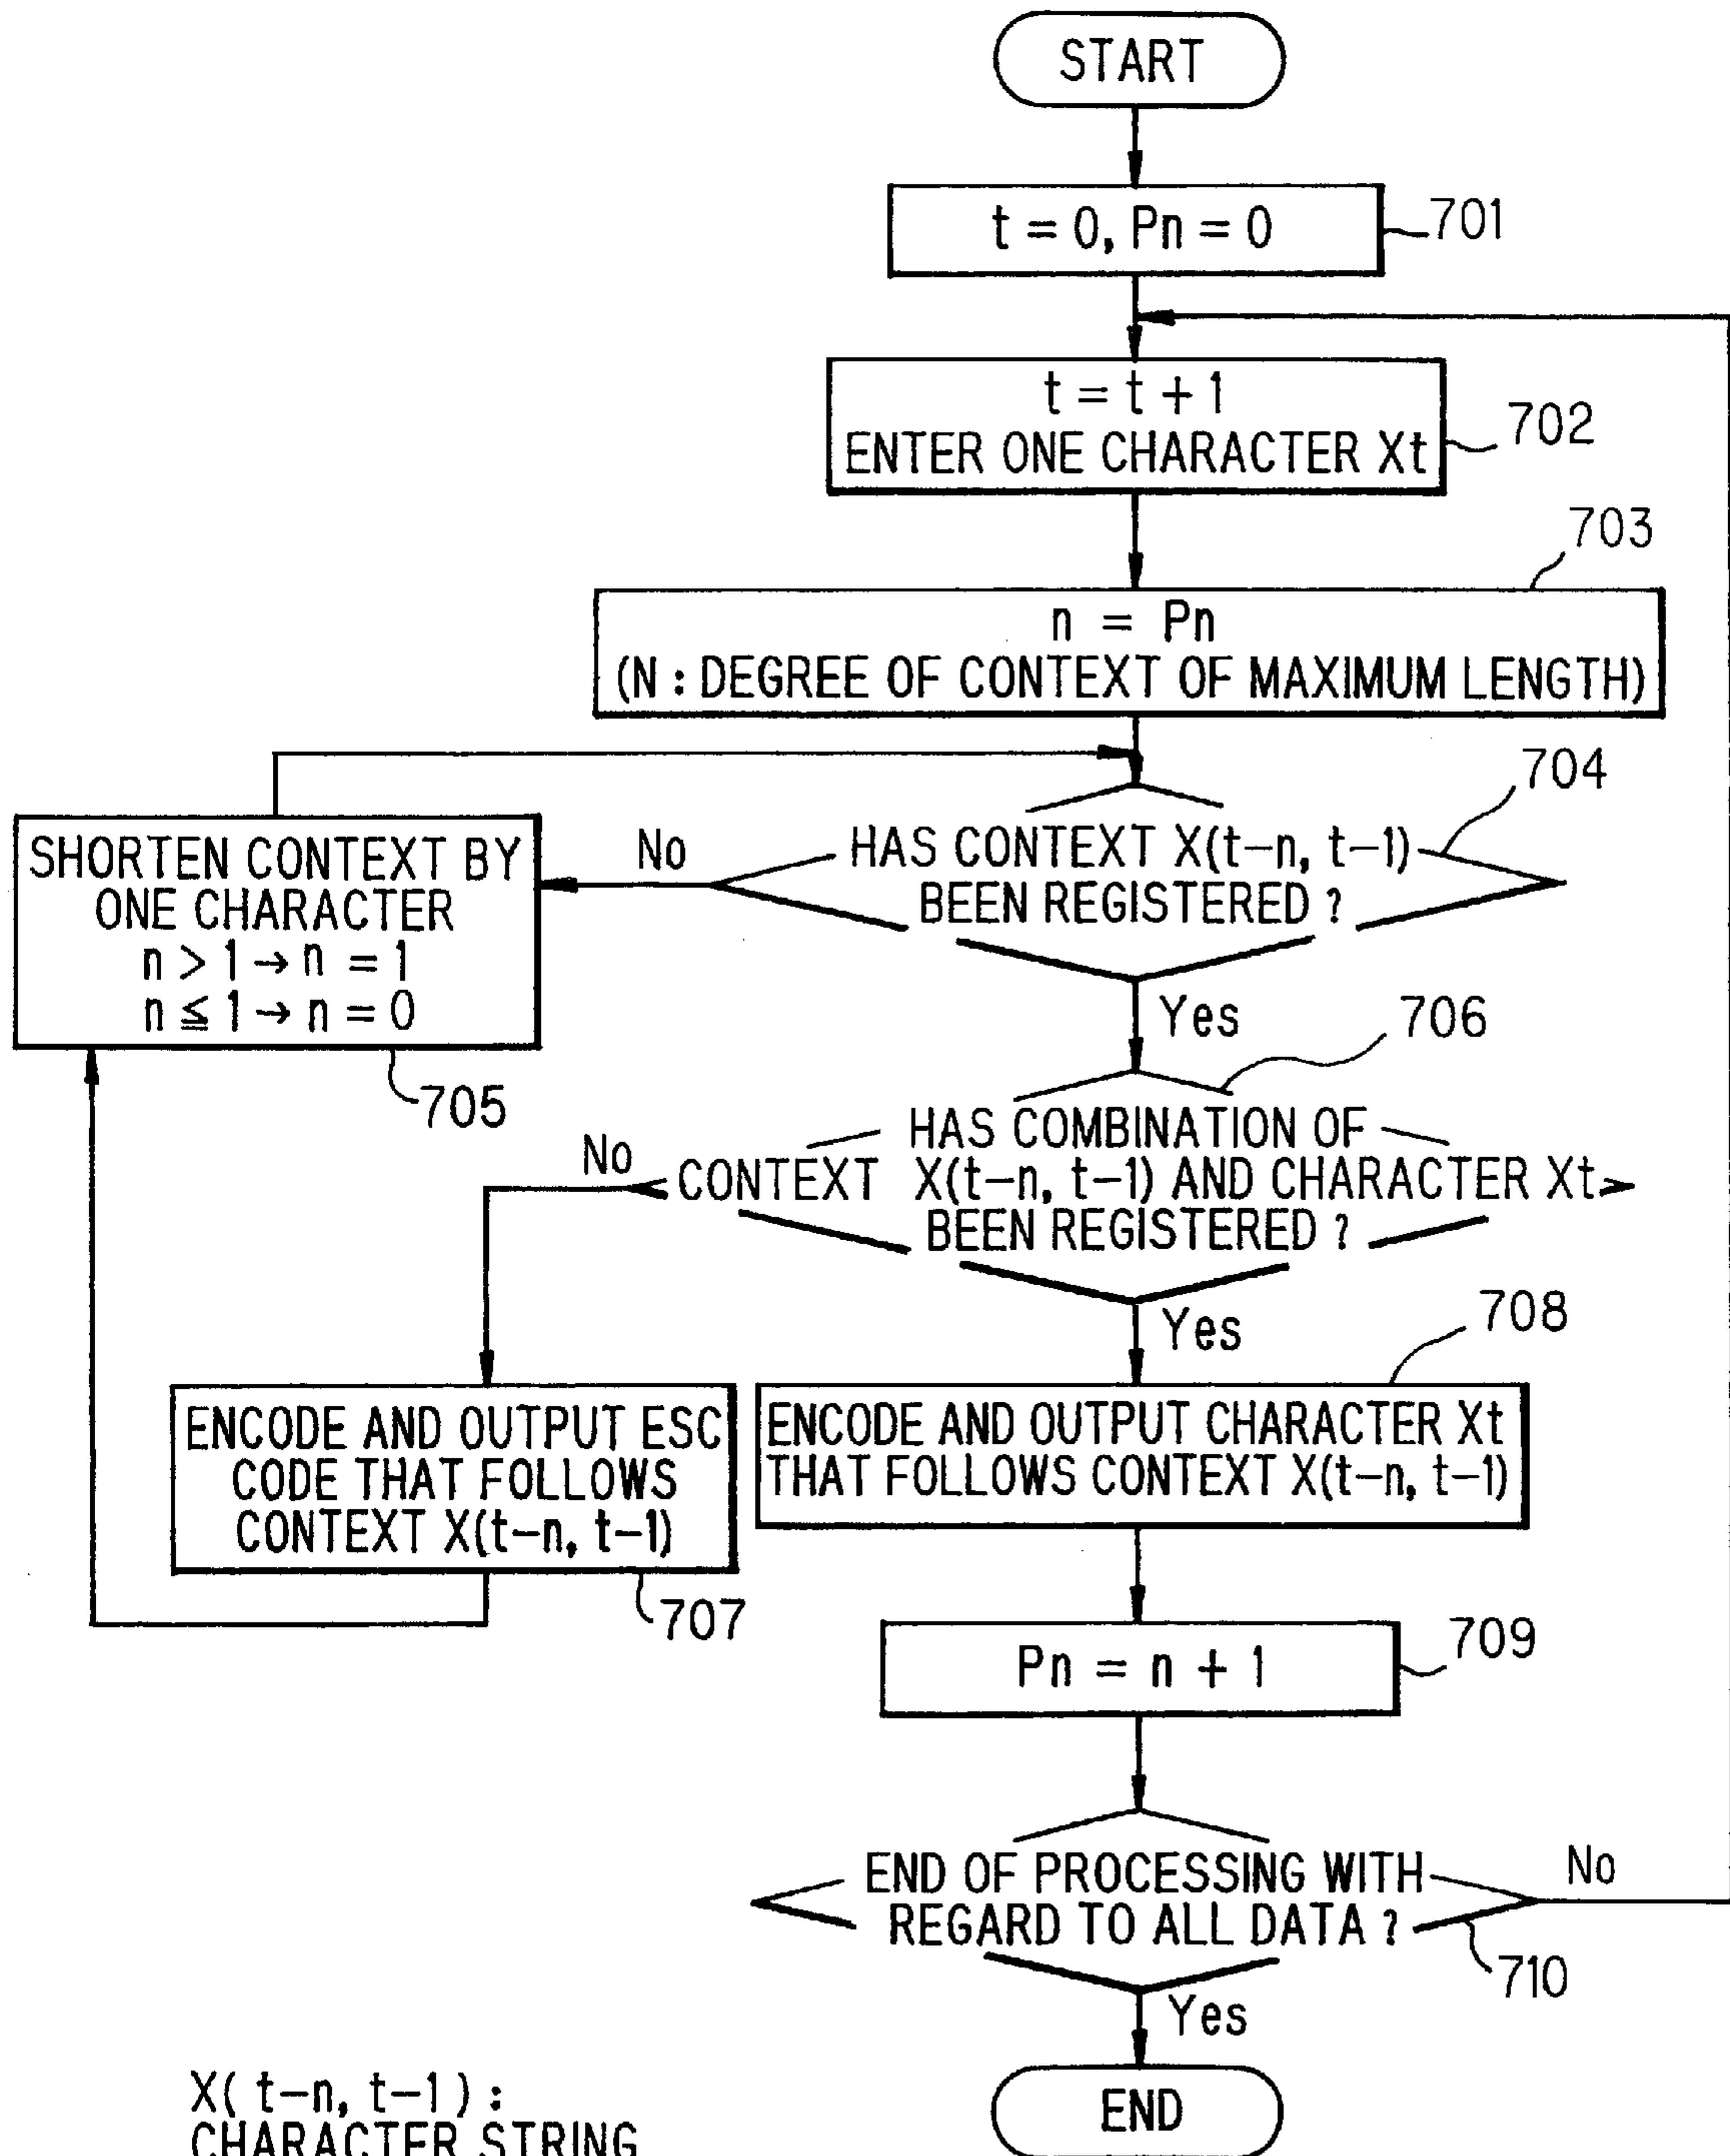 START
t = 0, Pn = 0
701
t = t + 1
ENTER ONE CHARACTER Xt
702
703
n = Pn
(N : DEGREE OF CONTEXT OF MAXIMUM LENGTH)
704
HAS CONTEXT X(t-n, t-1)
BEEN REGISTERED ?
No
SHORTEN CONTEXT BY
ONE CHARACTER
n > 1 → n = 1
n ≦ 1 → n = 0
705
Yes
706
HAS COMBINATION OF
CONTEXT X(t-n, t-1) AND CHARACTER Xt
BEEN REGISTERED ?
No
Yes
708
ENCODE AND OUTPUT ESC
CODE THAT FOLLOWS
CONTEXT X(t-n, t-1)
707
ENCODE AND OUTPUT CHARACTER Xt
THAT FOLLOWS CONTEXT X(t-n, t-1)
Pn = n + 1
709
END OF PROCESSING WITH
REGARD TO ALL DATA ?
No
710
Yes
END
X( t-n, t-1 ) :
CHARACTER STRING